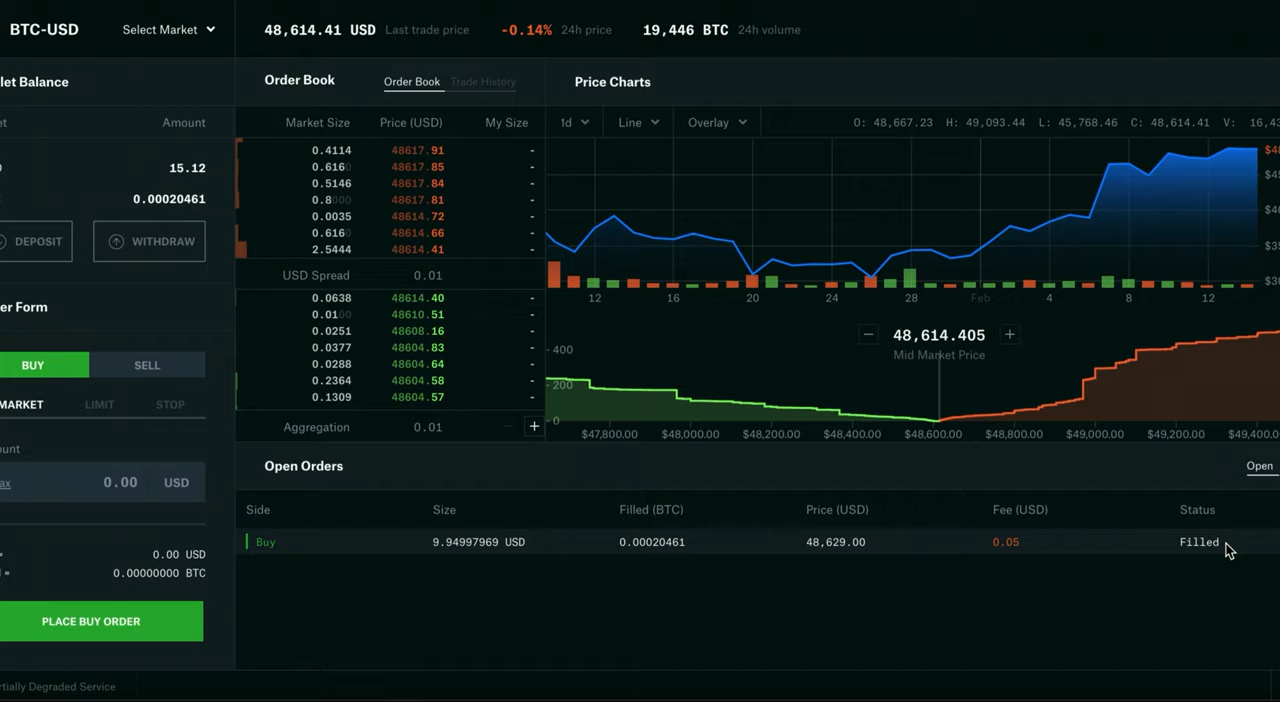 BTC-USD Select Market 48,614.41 USD Last trade price -0.14% 24h price 19,446 BTC 24h volume
let Balance
et Amount
15.12
0.00020461
DEPOSIT WITHDRAW
er Form
BUY SELL
MARKET LIMIT STOP
ount
ax 0.00 USD
= 0.00 USD
= 0.00000000 BTC
PLACE BUY ORDER
rtially Degraded Service
Order Book Order Book Trade History
Market Size Price (USD) My Size
0.4114 48617.91 -
0.6160 48617.85 -
0.5146 48617.84 -
0.8000 48617.81 -
0.0035 48614.72 -
0.6160 48614.66 -
2.5444 48614.41 -
USD Spread 0.01
0.0638 48614.40 -
0.0100 48610.51 -
0.0251 48608.16 -
0.0377 48604.83 -
0.0288 48604.64 -
0.2364 48604.58 -
0.1309 48604.57 -
Aggregation 0.01 - +
Price Charts
1d Line Overlay O: 48,667.23 H: 49,093.44 L: 45,768.46 C: 48,614.41 V: 16,43
$48
$45
$40
$35
$30
12 16 20 24 28 Feb 4 8 12
- 48,614.405 +
Mid Market Price
400
200
0
$47,800.00 $48,000.00 $48,200.00 $48,400.00 $48,600.00 $48,800.00 $49,000.00 $49,200.00 $49,400.0
Open Orders Open
Side Size Filled (BTC) Price (USD) Fee (USD) Status
Buy 9.94997969 USD 0.00020461 48,629.00 0.05 Filled